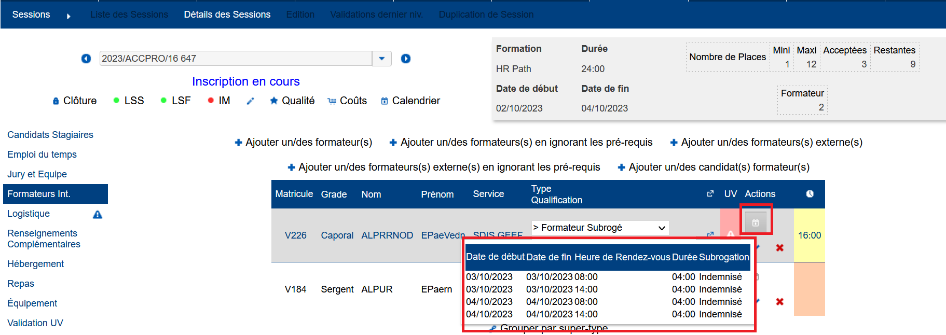 Sessions Liste des Sessions Détails des Sessions Edition Validations dernier niv. Duplication de Session
2023/ACCPRO/16 647
Inscription en cours
Clôture LSS LSF IM Qualité Coûts Calendrier
Formation Durée
HR Path 24:00
Date de début Date de fin
02/10/2023 04/10/2023
Nombre de Places Mini Maxi Acceptées Restantes
1 12 3 9
Formateur
2
Candidats Stagiaires
Emploi du temps
Jury et Equipe
Formateurs Int.
Logistique
Renseignements
Complémentaires
Hébergement
Repas
Équipement
Validation UV
Ajouter un/des formateur(s) Ajouter un/des formateurs(s) en ignorant les pré-requis Ajouter un/des formateurs(s) externe(s)
Ajouter un/des formateurs(s) externe(s) en ignorant les pré-requis Ajouter un/des candidat(s) formateur(s)
Matricule Grade Nom Prénom Service Type
Qualification UV Actions
V226 Caporal ALPRRNOD EPaeVedn SDIS GEEF > Formateur Subrogé 16:00
Date de début Date de fin Heure de Rendez-vous Durée Subrogation
03/10/2023 03/10/2023 08:00 04:00 Indemnisé
03/10/2023 03/10/2023 14:00 04:00 Indemnisé
04/10/2023 04/10/2023 08:00 04:00 Indemnisé
04/10/2023 04/10/2023 14:00 04:00 Indemnisé
V184 Sergent ALPUR EPaern
Grouper par super-type